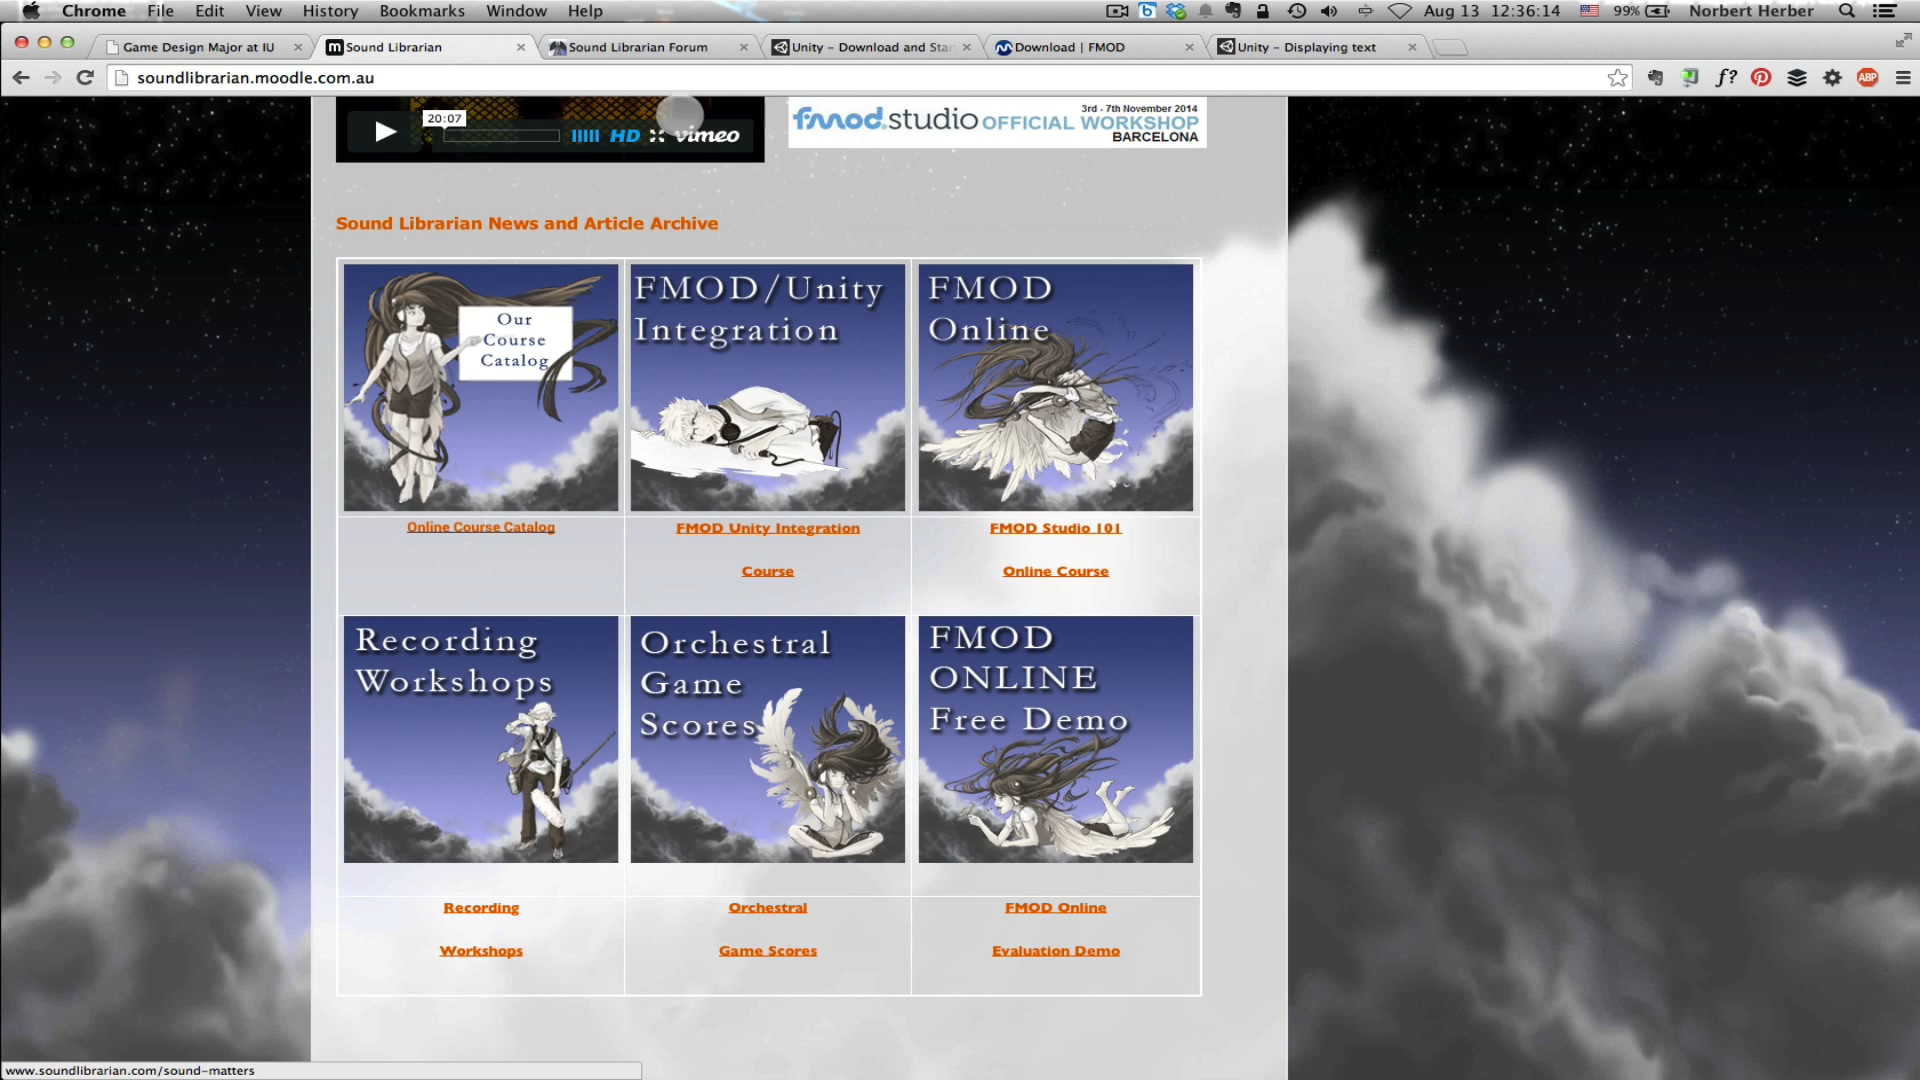 Chrome File Edit View History Bookmarks Window Help Aug 13 12:36:14 99% Norbert Herber
Game Design Major at IU Sound Librarian Sound Librarian Forum Unity – Download and Star Download | FMOD Unity – Displaying text
soundlibrarian.moodle.com.au f? ABP
20:07
HD vimeo
3rd - 7th November 2014
fmod.studio OFFICIAL WORKSHOP
BARCELONA
Sound Librarian News and Article Archive
Our
Course
Catalog
FMOD/Unity
Integration
FMOD
Online
Online Course Catalog
FMOD Unity Integration
Course
FMOD Studio 101
Online Course
Recording
Workshops
Orchestral
Game
Scores
FMOD
ONLINE
Free Demo
Recording
Workshops
Orchestral
Game Scores
FMOD Online
Evaluation Demo
www.soundlibrarian.com/sound-matters